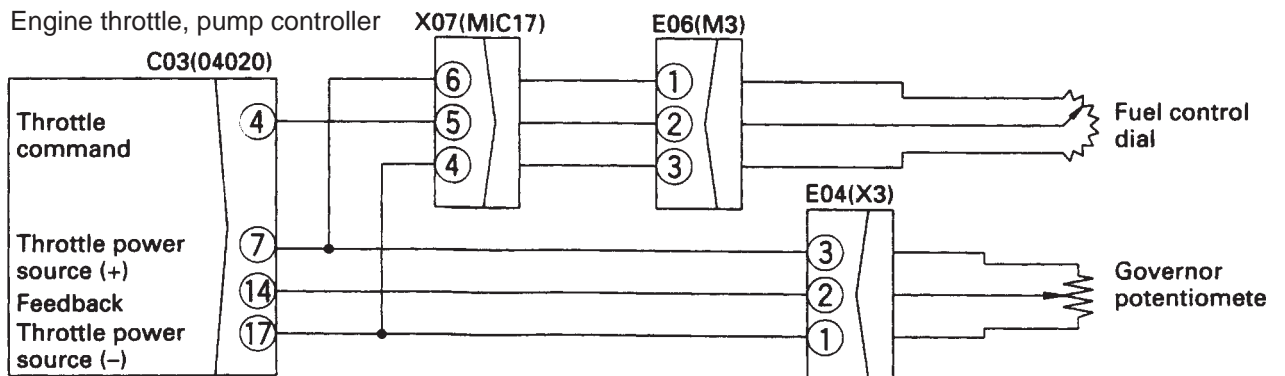 Engine throttle, pump controller
X07(MIC17)
E06(M3)
C03(04020)
6
1
Throttle
command
4
5
2
Fuel control
dial
4
3
E04(X3)
Throttle power
source (+)
7
3
Feedback
14
2
Governor
potentiomete
Throttle power
source (–)
17
1